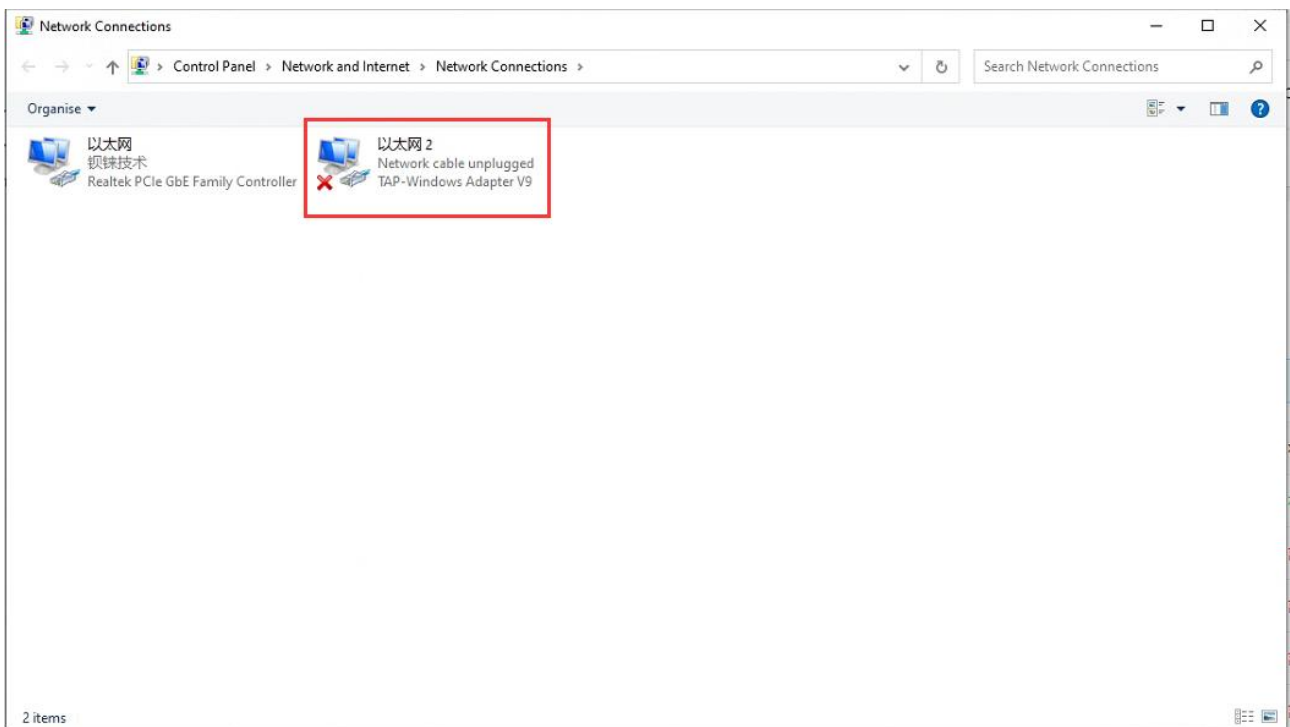 Network Connections
Control Panel > Network and Internet > Network Connections >
Search Network Connections
Organise
以太网
钡铼技术
Realtek PCIe GbE Family Controller
以太网 2
Network cable unplugged
TAP-Windows Adapter V9
2 items